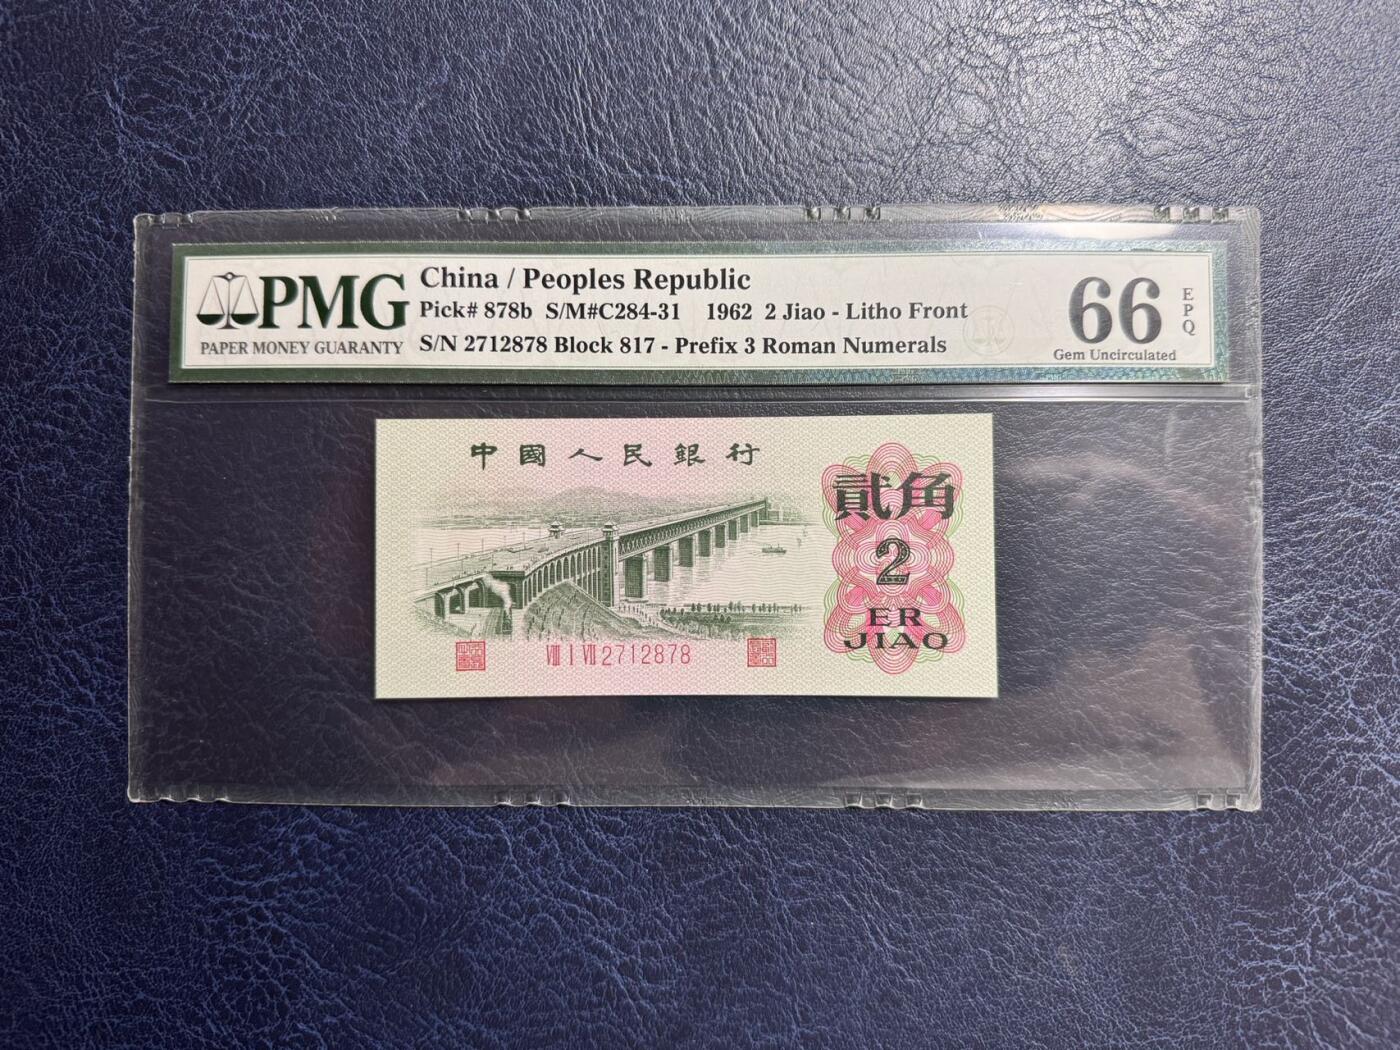 PMG
PAPER MONEY GUARANTY
China / Peoples Republic
Pick# 878b S/M#C284-31 1962 2 Jiao - Litho Front
S/N 2712878 Block 817 - Prefix 3 Roman Numerals
66
EPQ
Gem Uncirculated
中國人民銀行
貳角
2
ER
JIAO
VIII I VII 2712878